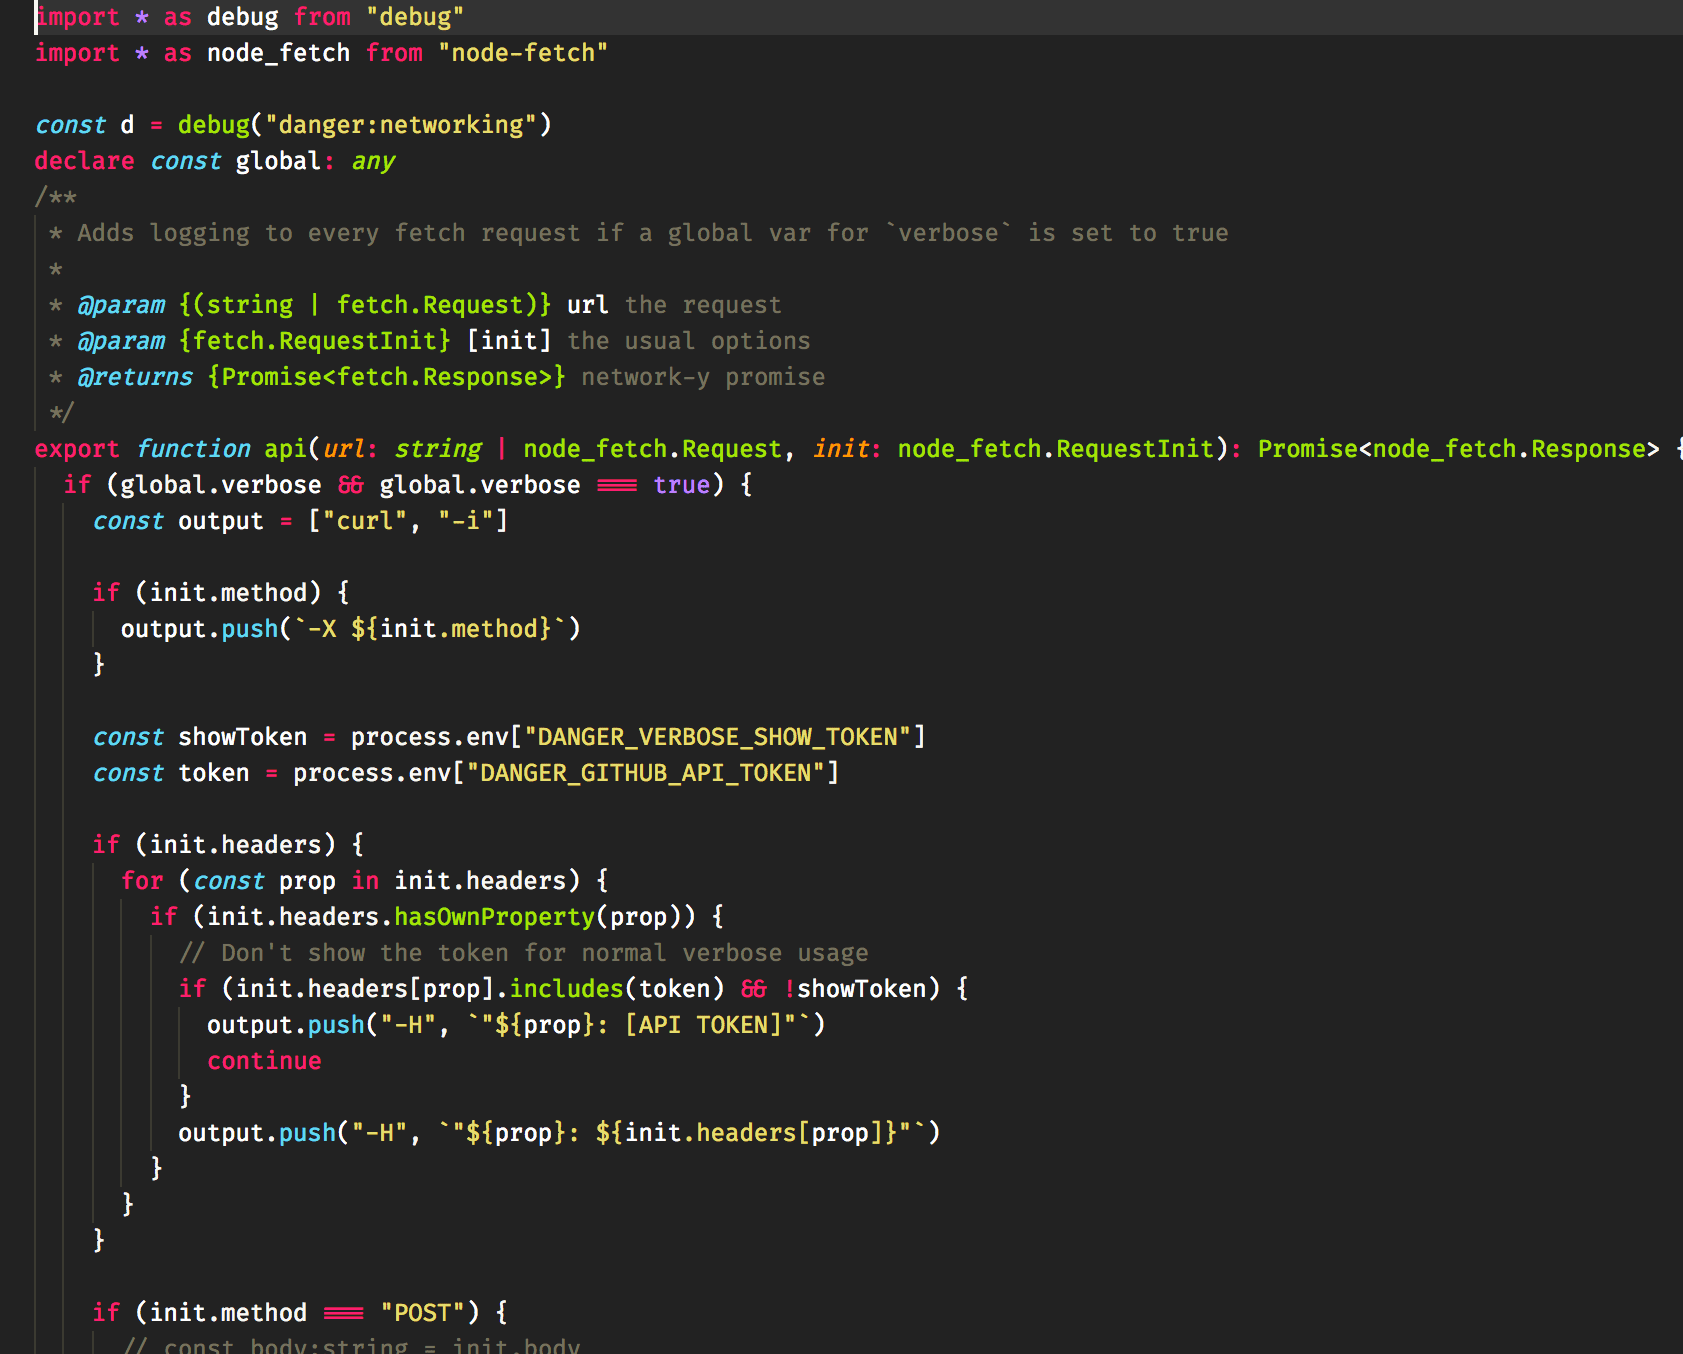 import * as debug from "debug"
import * as node_fetch from "node-fetch"

const d = debug("danger:networking")
declare const global: any
/**
 * Adds logging to every fetch request if a global var for `verbose` is set to true
 *
 * @param {(string | fetch.Request)} url the request
 * @param {fetch.RequestInit} [init] the usual options
 * @returns {Promise<fetch.Response>} network-y promise
 */
export function api(url: string | node_fetch.Request, init: node_fetch.RequestInit): Promise<node_fetch.Response> {
  if (global.verbose && global.verbose === true) {
    const output = ["curl", "-i"]

    if (init.method) {
      output.push(`-X ${init.method}`)
    }

    const showToken = process.env["DANGER_VERBOSE_SHOW_TOKEN"]
    const token = process.env["DANGER_GITHUB_API_TOKEN"]

    if (init.headers) {
      for (const prop in init.headers) {
        if (init.headers.hasOwnProperty(prop)) {
          // Don't show the token for normal verbose usage
          if (init.headers[prop].includes(token) && !showToken) {
            output.push("-H", `"${prop}: [API TOKEN]"`)
            continue
          }
          output.push("-H", `"${prop}: ${init.headers[prop]}"`)
        }
      }
    }

    if (init.method === "POST") {
      // const body:string = init.body